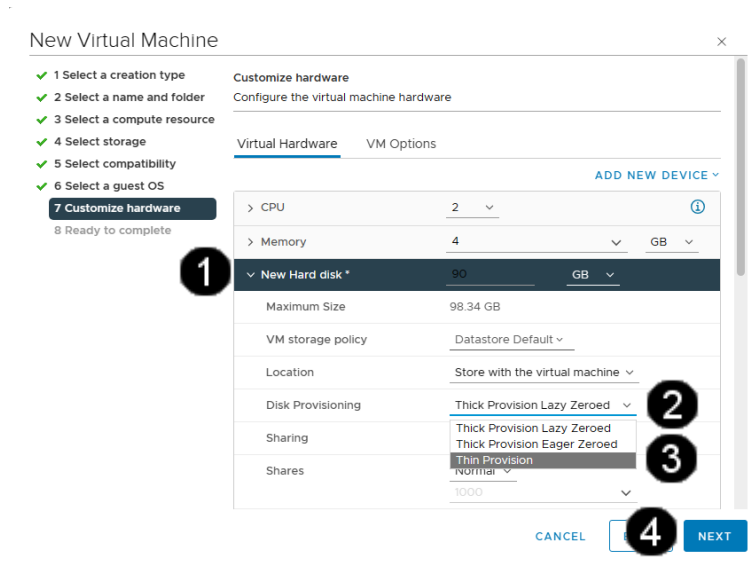 New Virtual Machine
1 Select a creation type
2 Select a name and folder
3 Select a compute resource
4 Select storage
5 Select compatibility
6 Select a guest OS
7 Customize hardware
8 Ready to complete
Customize hardware
Configure the virtual machine hardware
Virtual Hardware VM Options
ADD NEW DEVICE
CPU 2
Memory 4 GB
1
New Hard disk * 90 GB
Maximum Size 98.34 GB
VM storage policy Datastore Default
Location Store with the virtual machine
Disk Provisioning Thick Provision Lazy Zeroed
2
Thick Provision Lazy Zeroed
Sharing Thick Provision Eager Zeroed
Thin Provision
3
Shares Normal
1000
CANCEL 4 NEXT